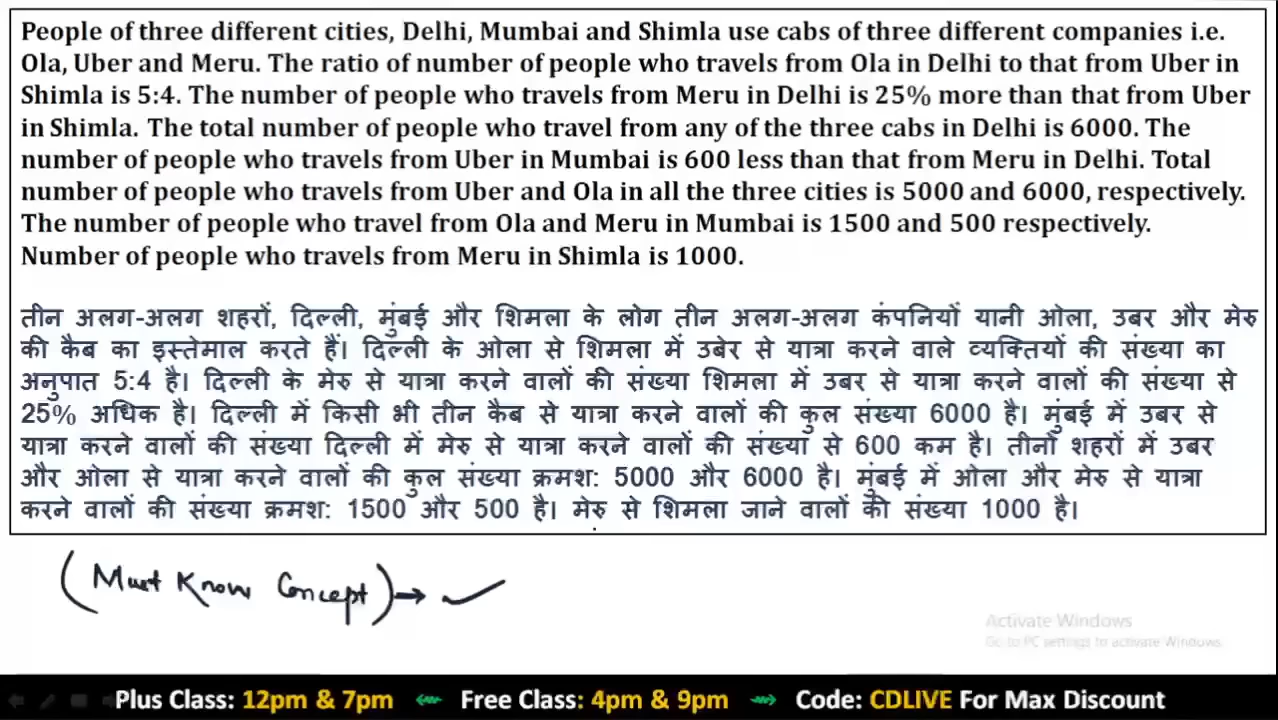 People of three different cities, Delhi, Mumbai and Shimla use cabs of three different companies i.e.
Ola, Uber and Meru. The ratio of number of people who travels from Ola in Delhi to that from Uber in
Shimla is 5:4. The number of people who travels from Meru in Delhi is 25% more than that from Uber
in Shimla. The total number of people who travel from any of the three cabs in Delhi is 6000. The
number of people who travels from Uber in Mumbai is 600 less than that from Meru in Delhi. Total
number of people who travels from Uber and Ola in all the three cities is 5000 and 6000, respectively.
The number of people who travel from Ola and Meru in Mumbai is 1500 and 500 respectively.
Number of people who travels from Meru in Shimla is 1000.
तीन अलग-अलग शहरों, दिल्ली, मुंबई और शिमला के लोग तीन अलग-अलग कंपनियों यानी ओला, उबर और मेरु
की कैब का इस्तेमाल करते हैं। दिल्ली के ओला से शिमला में उबेर से यात्रा करने वाले व्यक्तियों की संख्या का
अनुपात 5:4 है। दिल्ली के मेरु से यात्रा करने वालों की संख्या शिमला में उबर से यात्रा करने वालों की संख्या से
25% अधिक है। दिल्ली में किसी भी तीन कैब से यात्रा करने वालों की कुल संख्या 6000 है। मुंबई में उबर से
यात्रा करने वालों की संख्या दिल्ली में मेरु से यात्रा करने वालों की संख्या से 600 कम है। तीनों शहरों में उबर
और ओला से यात्रा करने वालों की कुल संख्या क्रमश: 5000 और 6000 है। मुंबई में ओला और मेरु से यात्रा
करने वालों की संख्या क्रमश: 1500 और 500 है। मेरु से शिमला जाने वालों की संख्या 1000 है।
(Must Know Concept) → ✓
Activate Windows
Go to PC settings to activate Windows.
Plus Class: 12pm & 7pm Free Class: 4pm & 9pm Code: CDLIVE For Max Discount